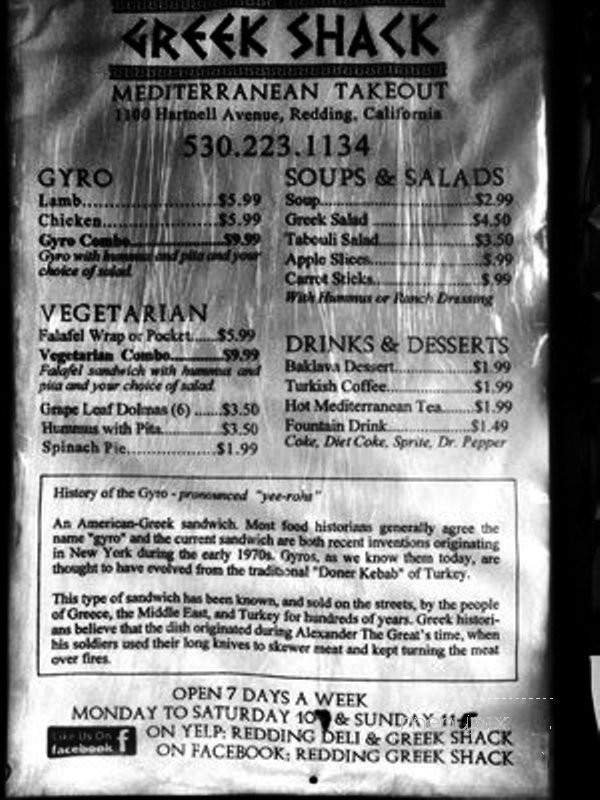 GREEK SHACK
MEDITERRANEAN TAKEOUT
1100 Hartnell Avenue, Redding, California
530.223.1134
GYRO
Lamb..........................$5.99
Chicken.......................$5.99
Gyro Combo....................$9.99
Gyro with hummus and pita and your
choice of salad.
VEGETARIAN
Falafel Wrap or Pocket......$5.99
Vegetarian Combo..........$9.99
Falafel sandwich with hummus and
pita and your choice of salad.
Grape Leaf Dolmas (6) ......$3.50
Hummus with Pita............$3.50
Spinach Pie...................$1.99
SOUPS & SALADS
Soup..............................$2.99
Greek Salad ......................$4.50
Tabouli Salad.....................$3.50
Apple Slices......................$.99
Carrot Sticks.....................$.99
With Hummus or Ranch Dressing
DRINKS & DESSERTS
Baklava Dessert..................$1.99
Turkish Coffee...................$1.99
Hot Mediterranean Tea.......$1.99
Fountain Drink..................$1.49
Coke, Diet Coke, Sprite, Dr. Pepper
History of the Gyro - pronounced "yee-rohs"
An American-Greek sandwich. Most food historians generally agree the
name "gyro" and the current sandwich are both recent inventions originating
in New York during the early 1970s. Gyros, as we know them today, are
thought to have evolved from the traditional "Doner Kebab" of Turkey.
This type of sandwich has been known, and sold on the streets, by the people
of Greece, the Middle East, and Turkey for hundreds of years. Greek histori-
ans believe that the dish originated during Alexander The Great's time, when
his soldiers used their long knives to skewer meat and kept turning the meat
over fires.
OPEN 7 DAYS A WEEK
MONDAY TO SATURDAY 10 & SUNDAY 11-
Like Us On
facebook f
ON YELP: REDDING DELI & GREEK SHACK
ON FACEBOOK: REDDING GREEK SHACK